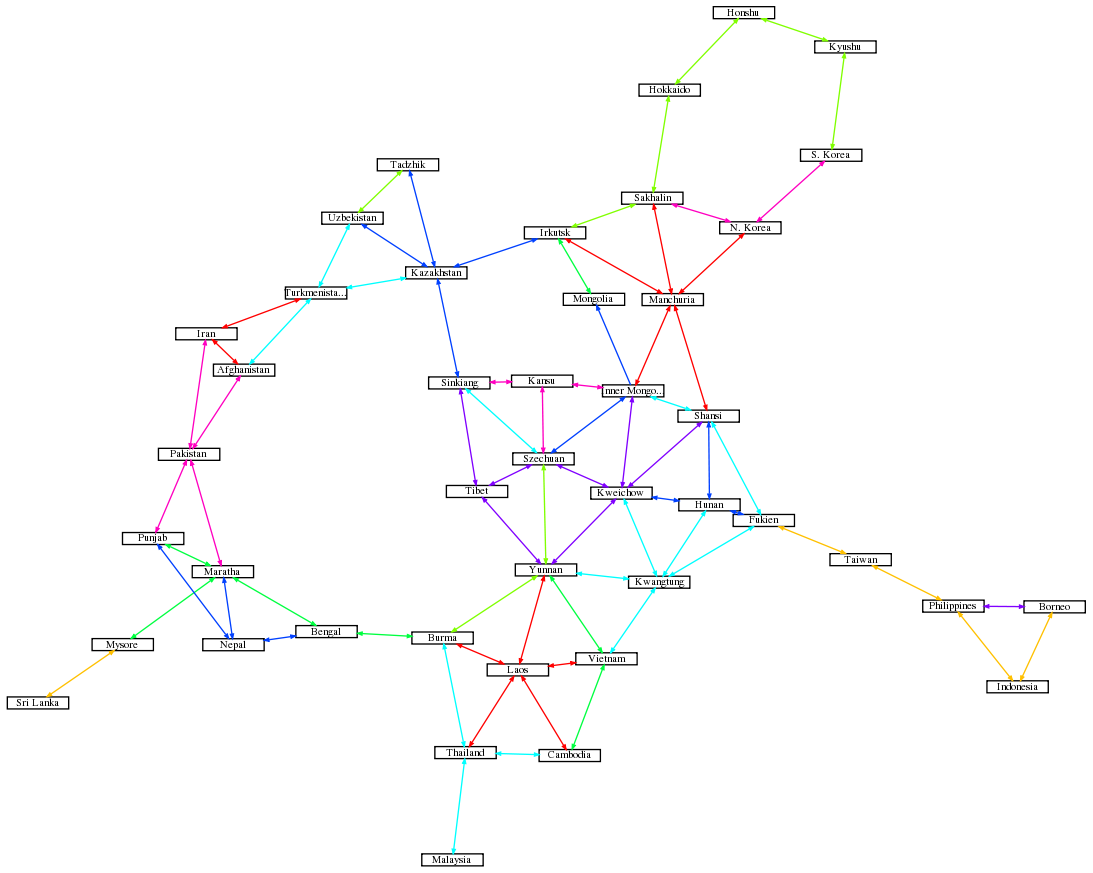 Honshu
Kyushu
Hokkaido
S. Korea
Tadzhik
Sakhalin
Uzbekistan
N. Korea
Irkutsk
Kazakhstan
Turkmenista...
Mongolia
Manchuria
Iran
Afghanistan
Sinkiang
Kansu
nner Mongo...
Shansi
Pakistan
Szechuan
Tibet
Kweichow
Hunan
Fukien
Punjab
Taiwan
Maratha
Yunnan
Kwangtung
Philippines
Borneo
Bengal
Burma
Mysore
Nepal
Vietnam
Laos
Indonesia
Sri Lanka
Thailand
Cambodia
Malaysia